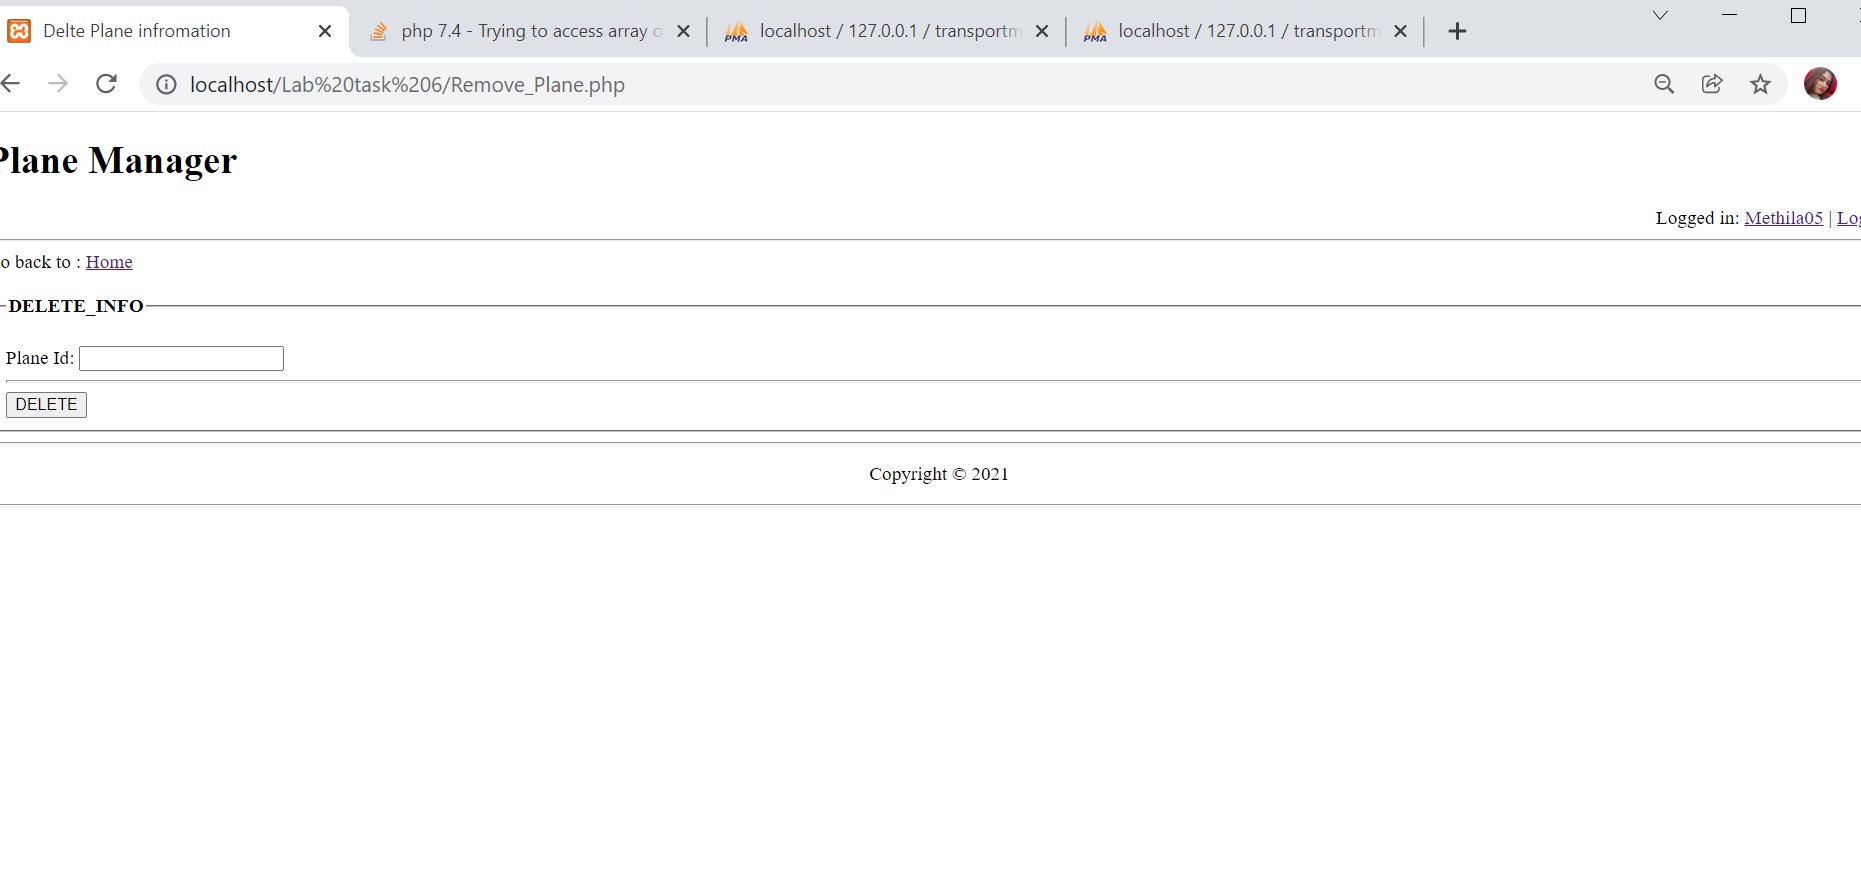 Delte Plane infromation
php 7.4 - Trying to access array o
localhost / 127.0.0.1 / transportm
localhost / 127.0.0.1 / transportm
localhost/Lab%20task%206/Remove_Plane.php
Plane Manager
Logged in: Methila05 | Log
o back to : Home
DELETE_INFO
Plane Id:
DELETE
Copyright © 2021